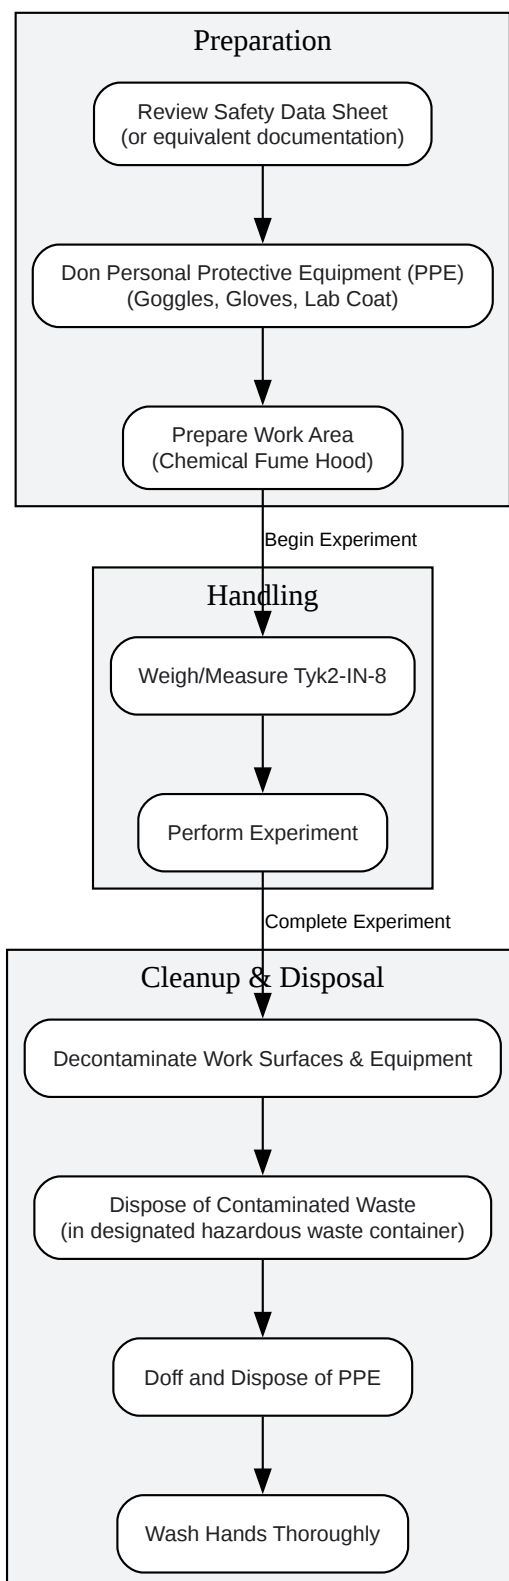 Preparation
Review Safety Data Sheet
(or equivalent documentation)
Don Personal Protective Equipment (PPE)
(Goggles, Gloves, Lab Coat)
Prepare Work Area
(Chemical Fume Hood)
Begin Experiment
Handling
Weigh/Measure Tyk2-IN-8
Perform Experiment
Complete Experiment
Cleanup & Disposal
Decontaminate Work Surfaces & Equipment
Dispose of Contaminated Waste
(in designated hazardous waste container)
Doff and Dispose of PPE
Wash Hands Thoroughly